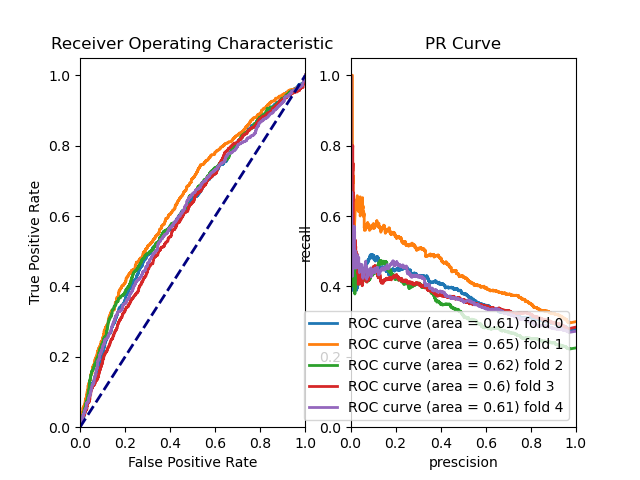 Receiver Operating Characteristic
PR Curve
1.0
0.8
0.6
0.4
0.2
0.0
True Positive Rate
0.0 0.2 0.4 0.6 0.8 1.0
False Positive Rate
1.0
0.8
0.6
0.4
0.2
0.0
recall
0.0 0.2 0.4 0.6 0.8 1.0
prescision
ROC curve (area = 0.61) fold 0
ROC curve (area = 0.65) fold 1
ROC curve (area = 0.62) fold 2
ROC curve (area = 0.6) fold 3
ROC curve (area = 0.61) fold 4